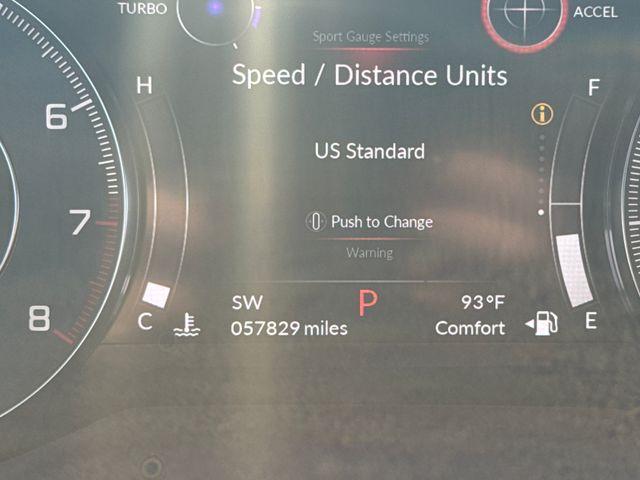 TURBO
ACCEL
Sport Gauge Settings
Speed / Distance Units
H
F
6
US Standard
7
Push to Change
Warning
8
SW
P
93°F
C
057829 miles
Comfort
E